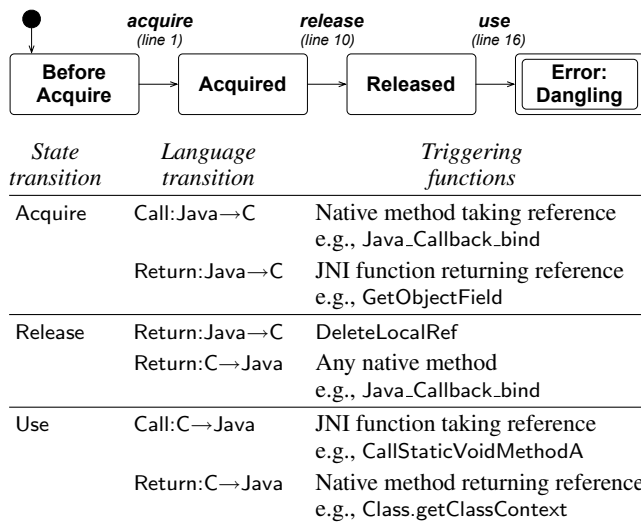 acquire release use
(line 1) (line 10) (line 16)
Before Acquired Released Error:
Acquire Dangling
State Language Triggering
transition transition functions
Acquire Call:Java→C Native method taking reference
e.g., Java_Callback_bind
Return:Java→C JNI function returning reference
e.g., GetObjectField
Release Return:Java→C DeleteLocalRef
Return:C→Java Any native method
e.g., Java_Callback_bind
Use Call:C→Java JNI function taking reference
e.g., CallStaticVoidMethodA
Return:C→Java Native method returning reference
e.g., Class.getClassContext